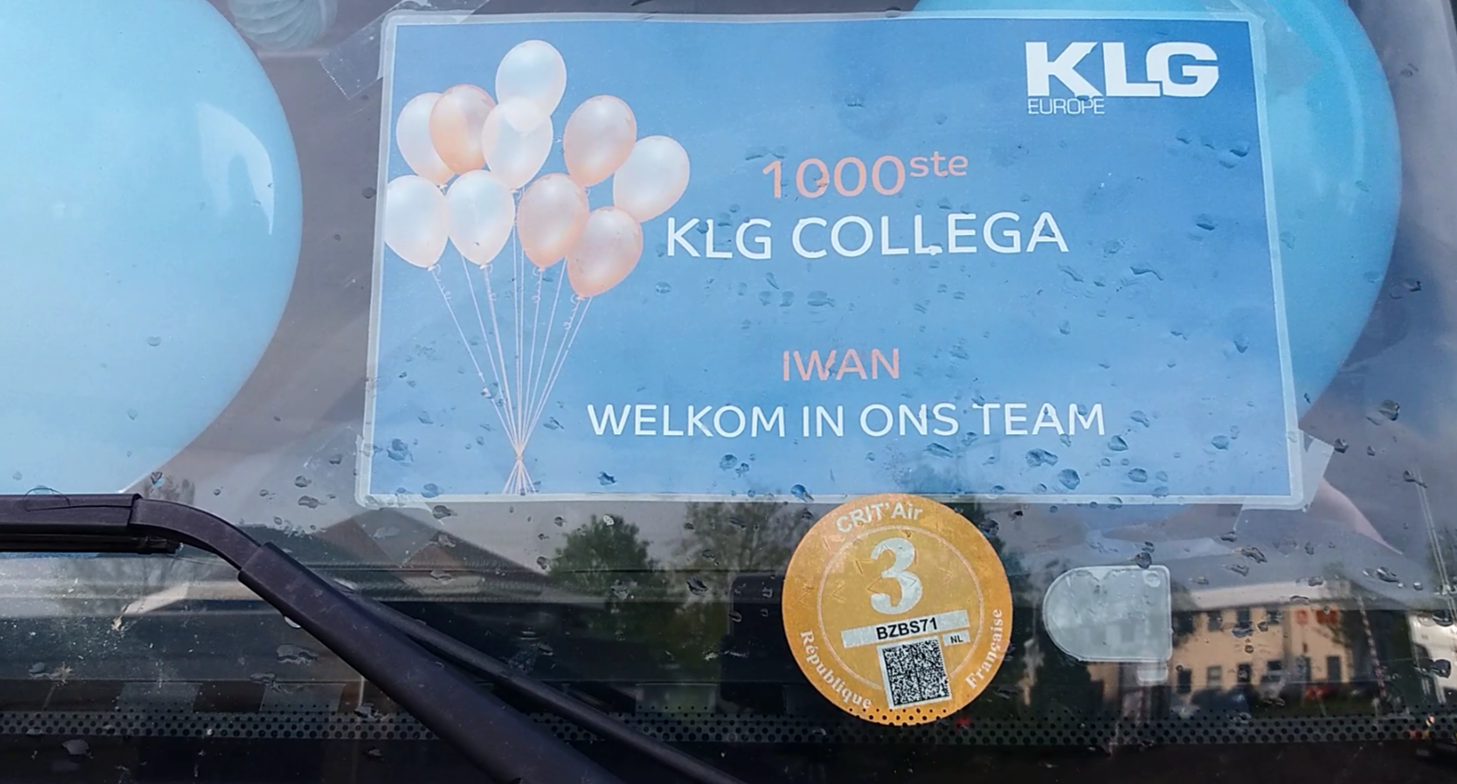 KLG
EUROPE
1000ste
KLG COLLEGA
IWAN
WELKOM IN ONS TEAM
CRIT'Air
3
BZBS71
NL
République Française